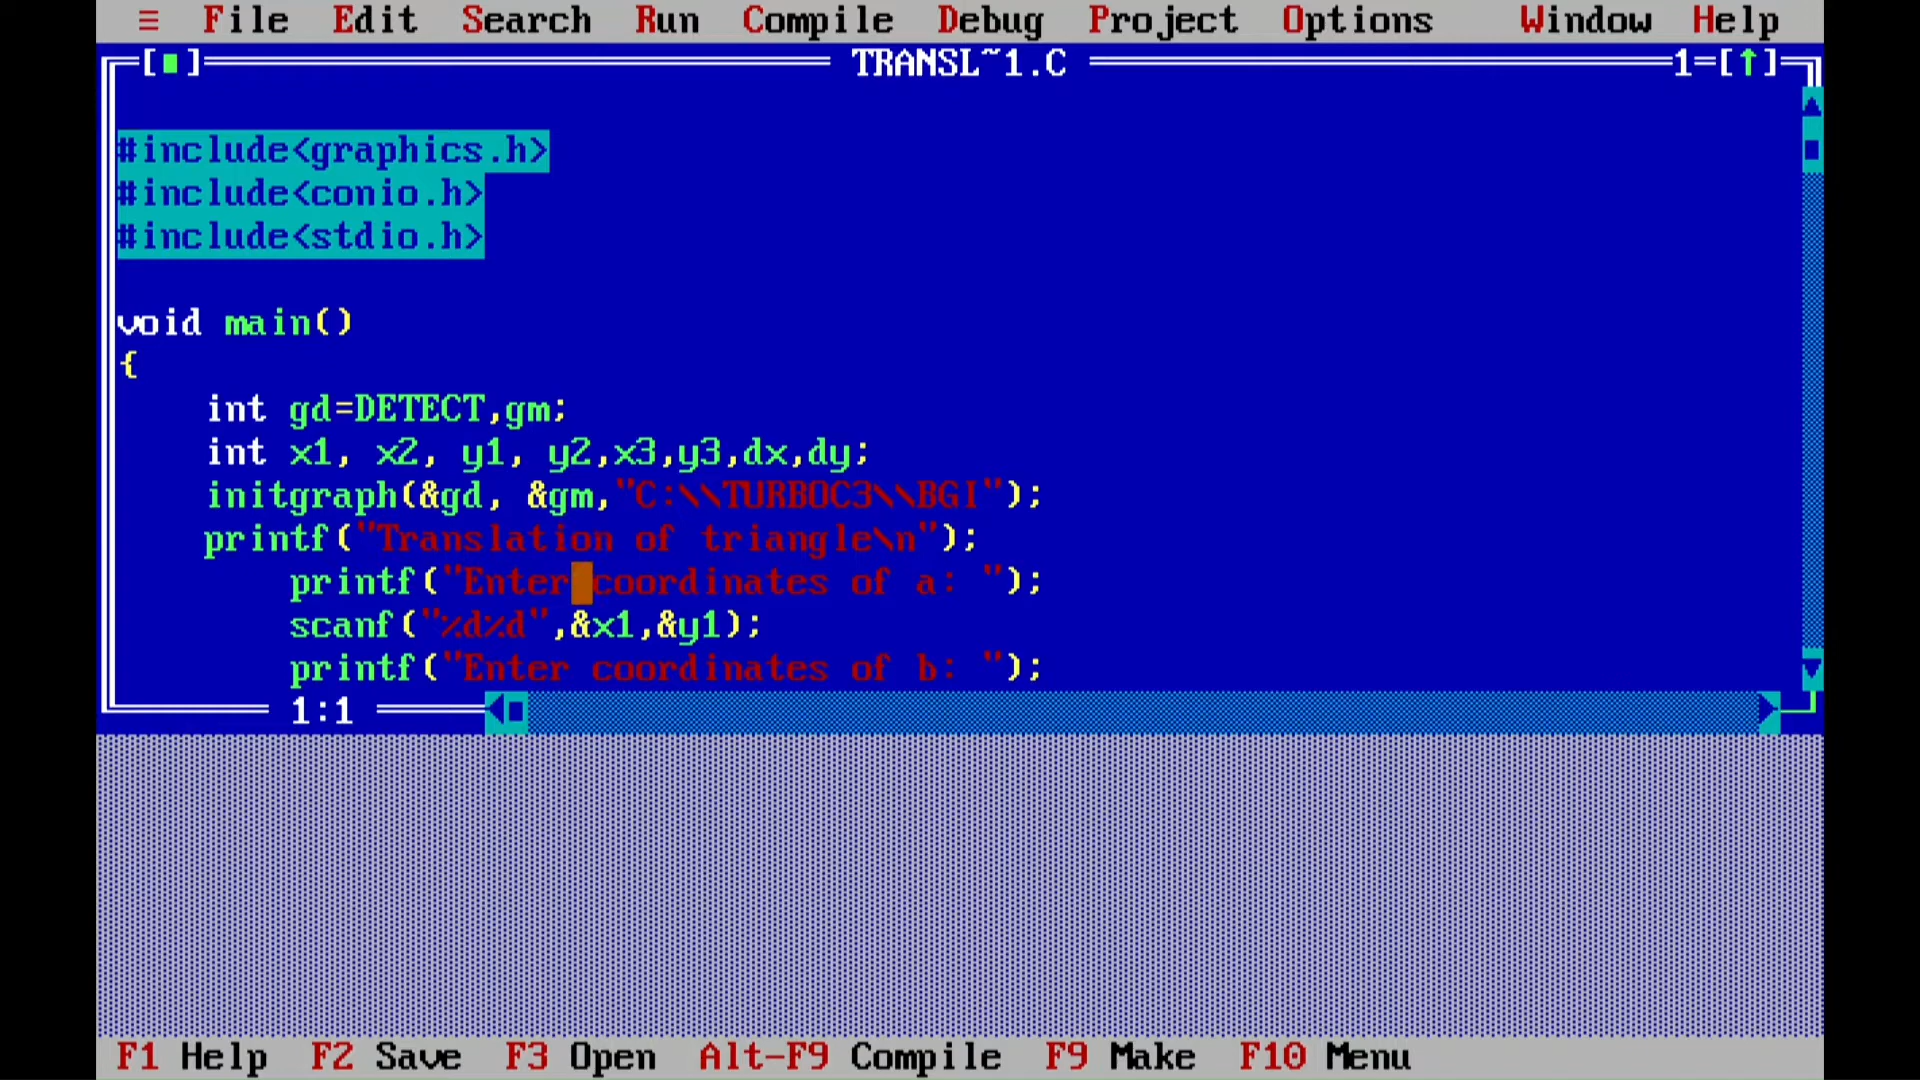 ≡ File Edit Search Run Compile Debug Project Options Window Help
[■] TRANSL~1.C 1=[↑]
#include<graphics.h>
#include<conio.h>
#include<stdio.h>
void main()
{
int gd=DETECT,gm;
int x1, x2, y1, y2,x3,y3,dx,dy;
initgraph(&gd, &gm,"C:\\TURBOC3\\BGI");
printf("Translation of triangle\n");
printf("Enter coordinates of a: ");
scanf("%d%d",&x1,&y1);
printf("Enter coordinates of b: ");
1:1
F1 Help F2 Save F3 Open Alt-F9 Compile F9 Make F10 Menu